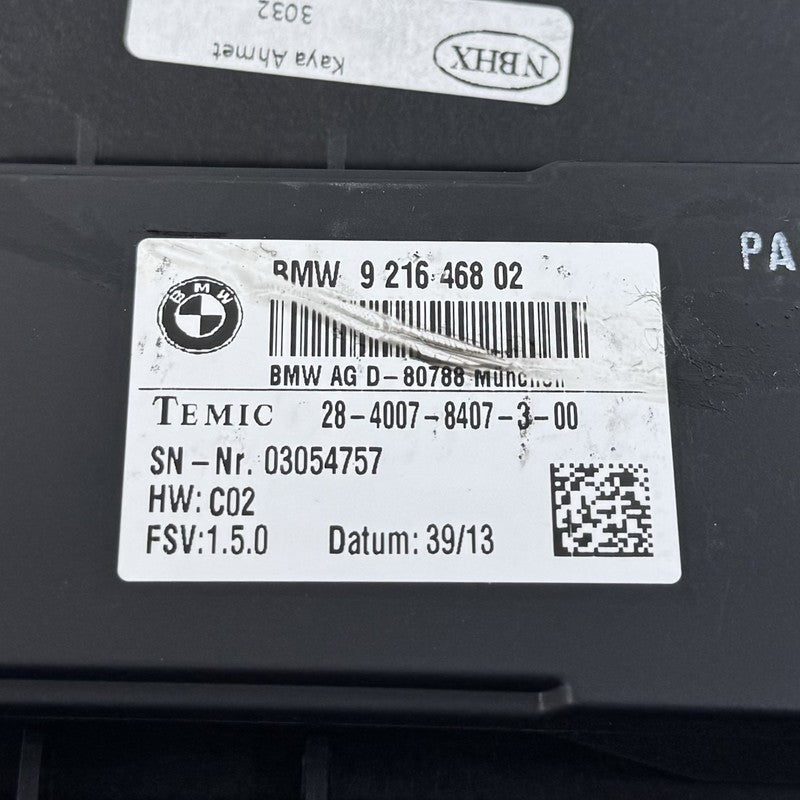 3032
Kaya Ahmet
NBHX
PA
BMW 9 216 468 02
BMW
BMW AG D-80788 München
TEMIC 28-4007-8407-3-00
SN-Nr. 03054757
HW: C02
FSV:1.5.0 Datum: 39/13